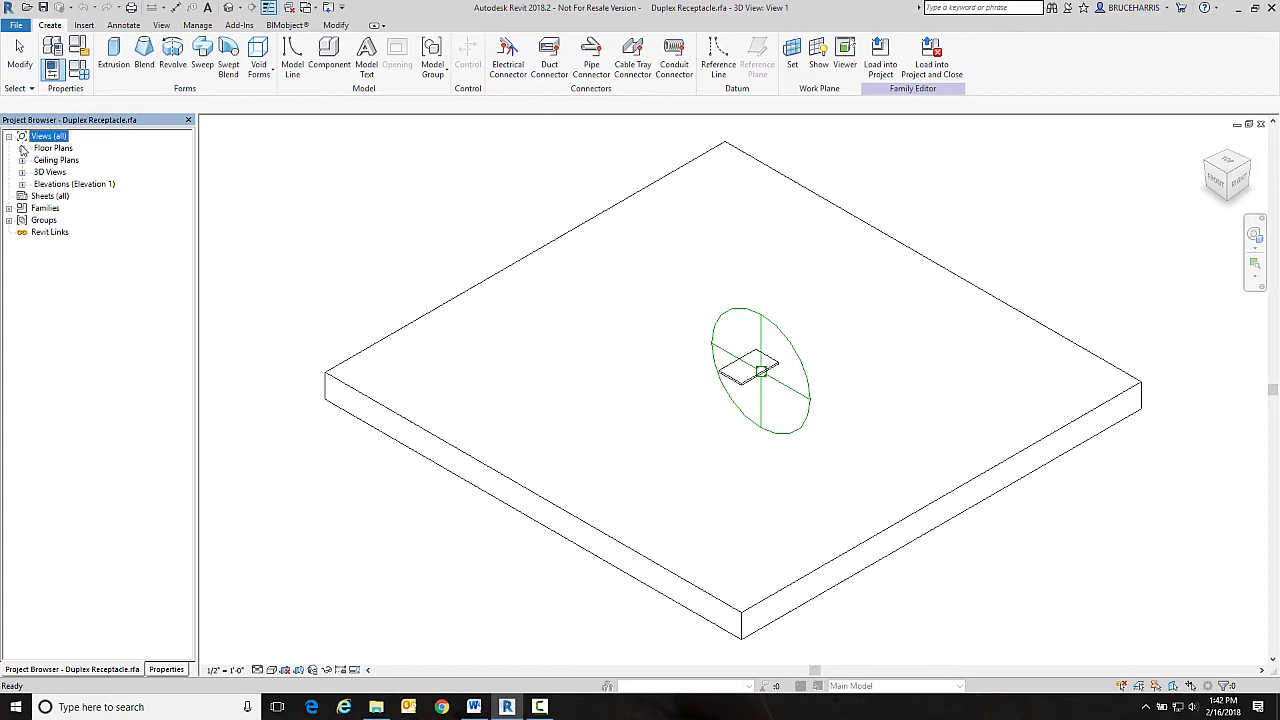 Autodesk Revit 2018.2 - Not For Resale Version - Duplex Receptacle.rfa - 3D View: View 1
Type a keyword or phrase
BRUCEHARRIS
File Create Insert Annotate View Manage Add-Ins BIMobject® Modify
Modify
Extrusion Blend Revolve Sweep Swept Blend Void Forms
Model Line Component Model Text Opening Model Group
Control
Electrical Connector Duct Connector Pipe Connector Cable Tray Connector Conduit Connector
Reference Line Reference Plane
Set Show Viewer
Load into Project Load into Project and Close
Select Properties Forms Model Control Connectors Datum Work Plane Family Editor
Project Browser - Duplex Receptacle.rfa
Views (all)
Floor Plans
Ceiling Plans
3D Views
Elevations (Elevation 1)
Sheets (all)
Families
Groups
Revit Links
TOP
FRONT
RIGHT
Project Browser - Duplex Receptacle.rfa Properties
1/2" = 1'-0"
Ready
:0
Main Model
:0
Type here to search
1:42 PM
2/16/2018